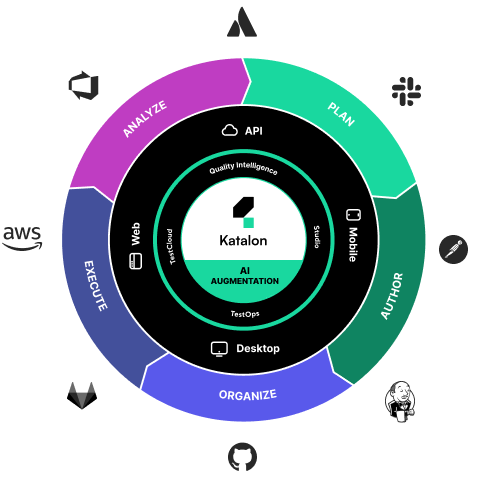 ANALYZE
PLAN
API
Quality Intelligence
aws
Web
TestCloud
Katalon
Studio
Mobile
AI
AUGMENTATION
EXECUTE
AUTHOR
TestOps
Desktop
ORGANIZE